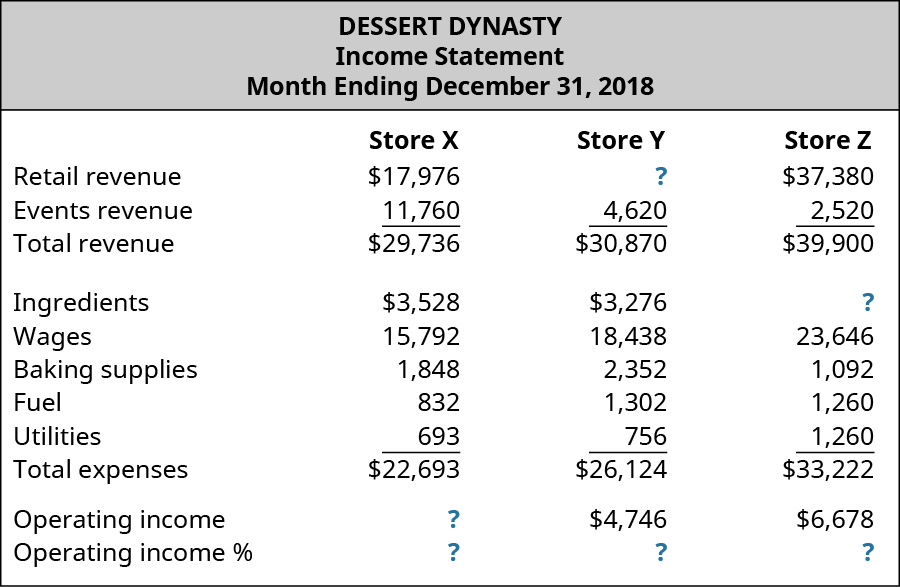 DESSERT DYNASTY
Income Statement
Month Ending December 31, 2018
Store X Store Y Store Z
Retail revenue $17,976 ? $37,380
Events revenue 11,760 4,620 2,520
Total revenue $29,736 $30,870 $39,900
Ingredients $3,528 $3,276 ?
Wages 15,792 18,438 23,646
Baking supplies 1,848 2,352 1,092
Fuel 832 1,302 1,260
Utilities 693 756 1,260
Total expenses $22,693 $26,124 $33,222
Operating income ? $4,746 $6,678
Operating income % ? ? ?